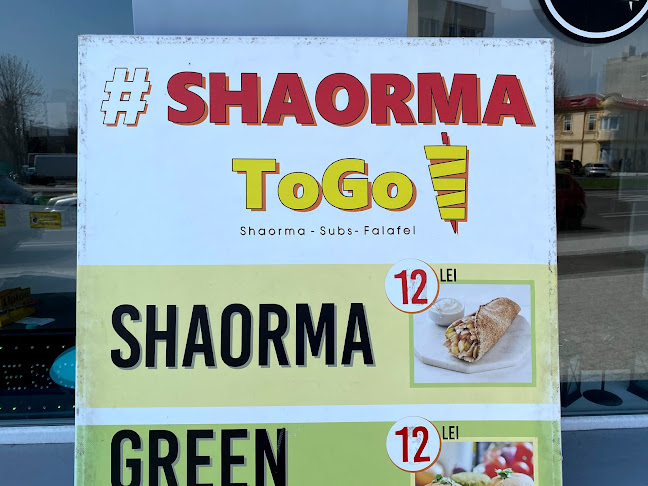 # SHAORMA
ToGo
Shaorma - Subs- Falafel
12 LEI
SHAORMA
12 LEI
GREEN